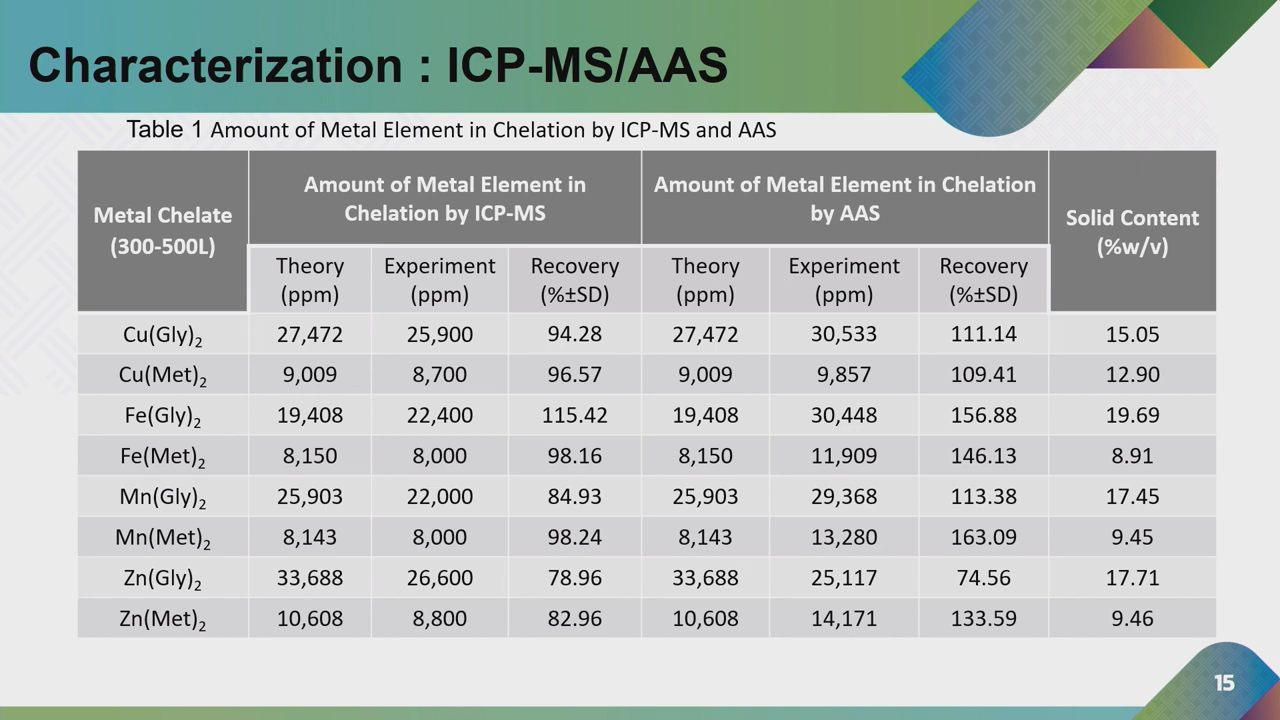 Characterization : ICP-MS/AAS
Table 1 Amount of Metal Element in Chelation by ICP-MS and AAS
Metal Chelate (300-500L) Amount of Metal Element in Chelation by ICP-MS Amount of Metal Element in Chelation by AAS Solid Content (%w/v)
Theory (ppm) Experiment (ppm) Recovery (%±SD) Theory (ppm) Experiment (ppm) Recovery (%±SD)
Cu(Gly)₂ 27,472 25,900 94.28 27,472 30,533 111.14 15.05
Cu(Met)₂ 9,009 8,700 96.57 9,009 9,857 109.41 12.90
Fe(Gly)₂ 19,408 22,400 115.42 19,408 30,448 156.88 19.69
Fe(Met)₂ 8,150 8,000 98.16 8,150 11,909 146.13 8.91
Mn(Gly)₂ 25,903 22,000 84.93 25,903 29,368 113.38 17.45
Mn(Met)₂ 8,143 8,000 98.24 8,143 13,280 163.09 9.45
Zn(Gly)₂ 33,688 26,600 78.96 33,688 25,117 74.56 17.71
Zn(Met)₂ 10,608 8,800 82.96 10,608 14,171 133.59 9.46
15